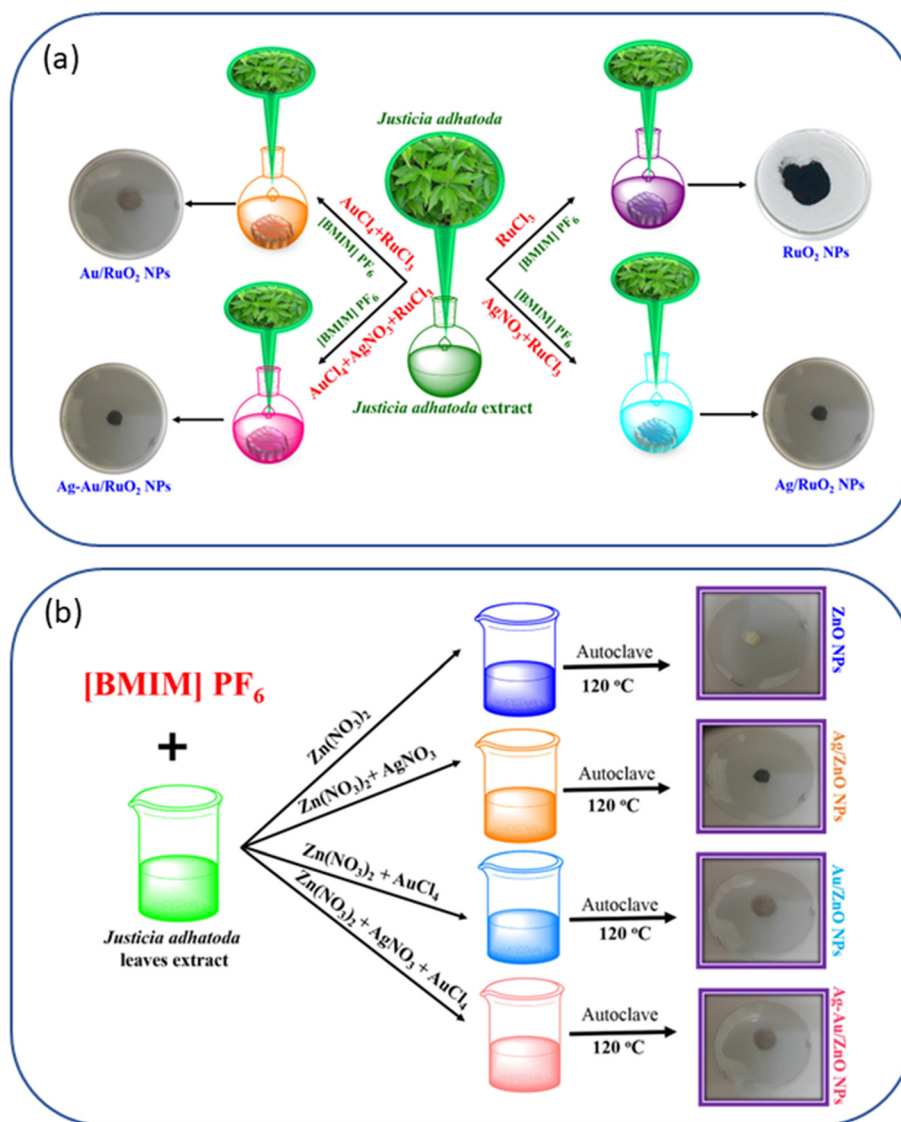 (a)
Justicia adhatoda
AuCl₄+RuCl₃
[BMIM] PF₆
RuCl₃
[BMIM] PF₆
Au/RuO₂ NPs
RuO₂ NPs
[BMIM] PF₆
AuCl₄+AgNO₃+RuCl₃
[BMIM] PF₆
AgNO₃+RuCl₃
Justicia adhatoda extract
Ag-Au/RuO₂ NPs
Ag/RuO₂ NPs
(b)
[BMIM] PF₆
+
Justicia adhatoda
leaves extract
Zn(NO₃)₂
Autoclave
120 °C
ZnO NPs
Zn(NO₃)₂+ AgNO₃
Autoclave
120 °C
Ag/ZnO NPs
Zn(NO₃)₂ + AuCl₄
Autoclave
120 °C
Au/ZnO NPs
Zn(NO₃)₂ + AgNO₃ + AuCl₄
Autoclave
120 °C
Ag-Au/ZnO NPs